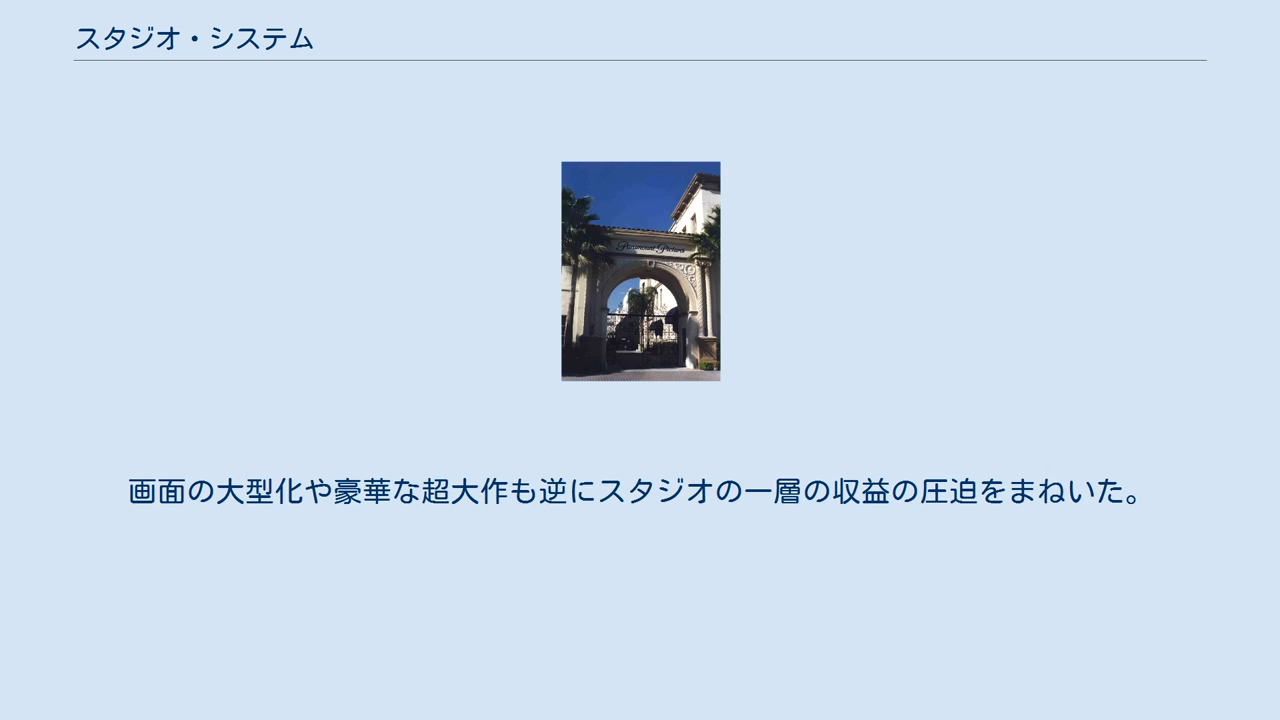 スタジオ・システム
Paramount Pictures
画面の大型化や豪華な超大作も逆にスタジオの一層の収益の圧迫をまねいた。